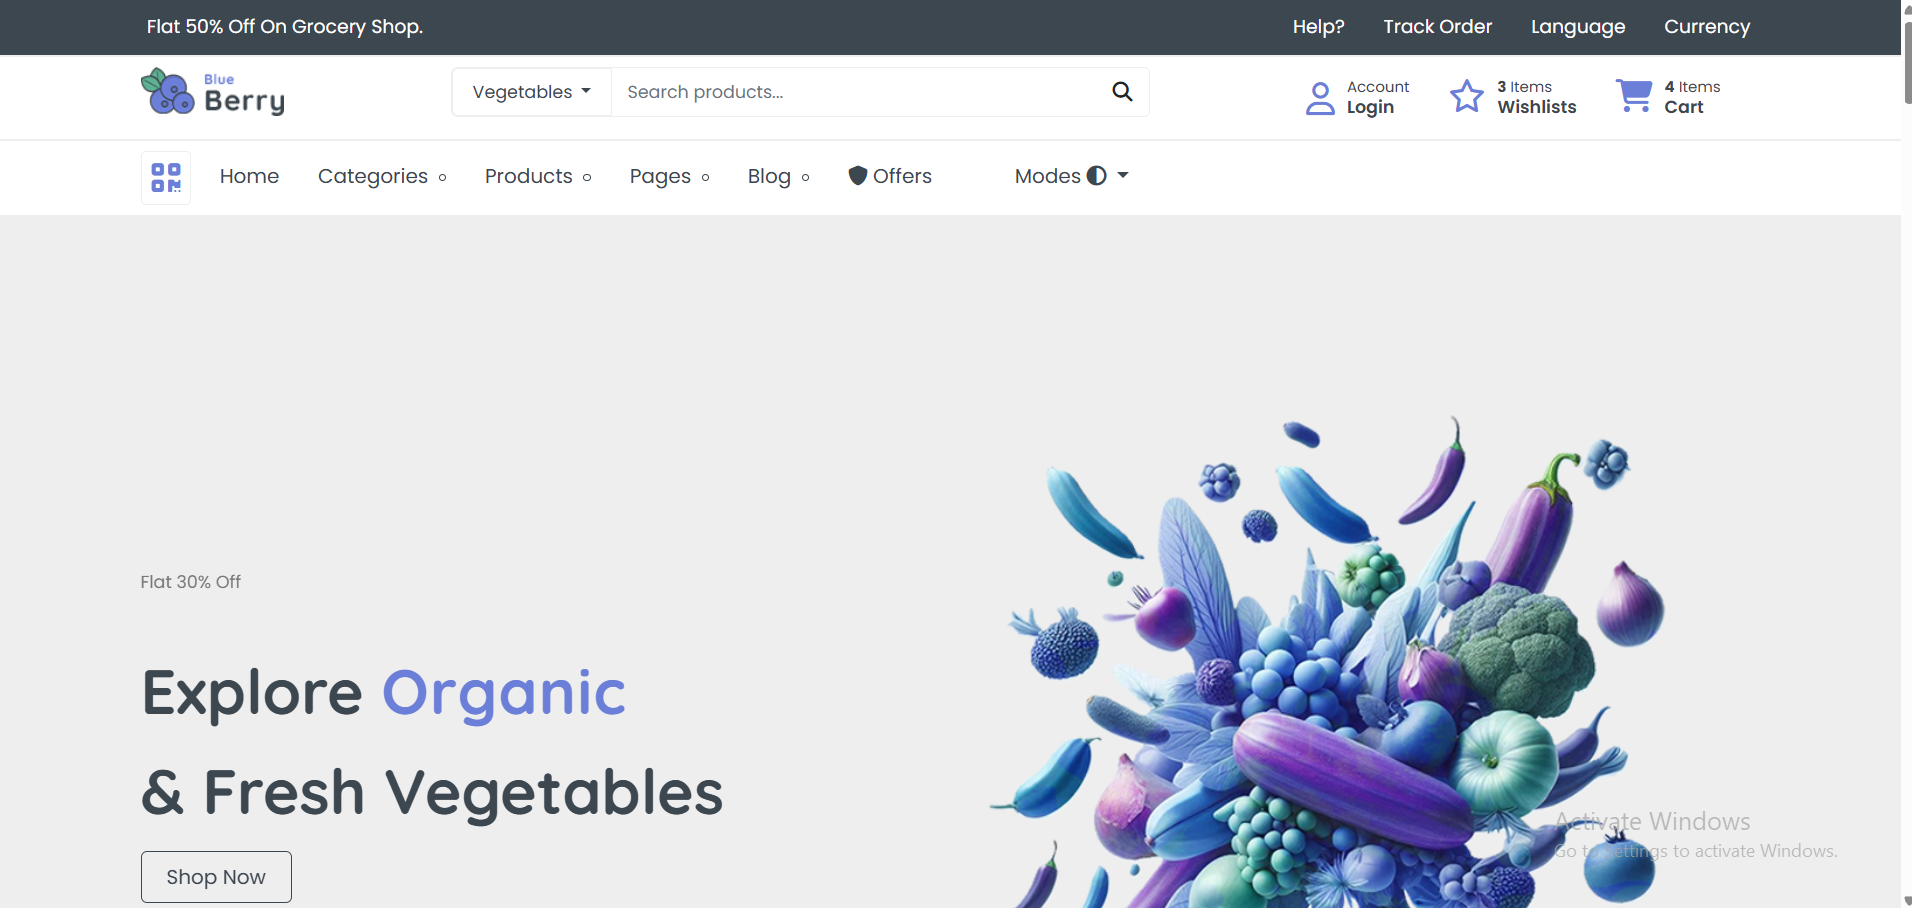 Flat 50% Off On Grocery Shop.
Help? Track Order Language Currency
Blue
Berry
Vegetables Search products...
Account
Login
3 Items
Wishlists
4 Items
Cart
Home Categories Products Pages Blog Offers Modes
Flat 30% Off
Explore Organic
& Fresh Vegetables
Shop Now
Activate Windows
Go to Settings to activate Windows.